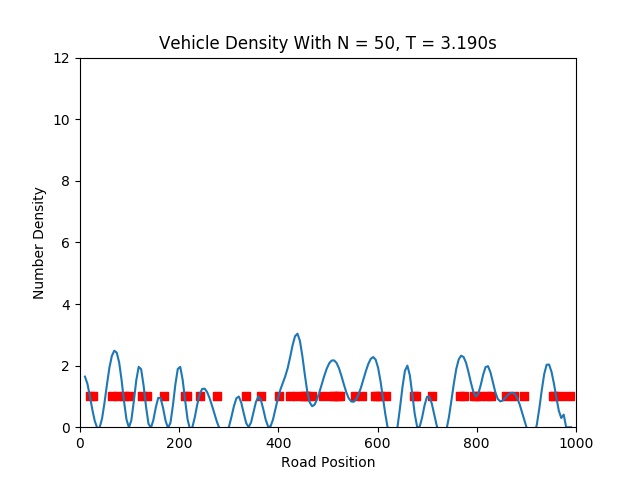 Vehicle Density With N = 50, T = 3.190s
12
10
8
6
4
2
0
Number Density
0 200 400 600 800 1000
Road Position